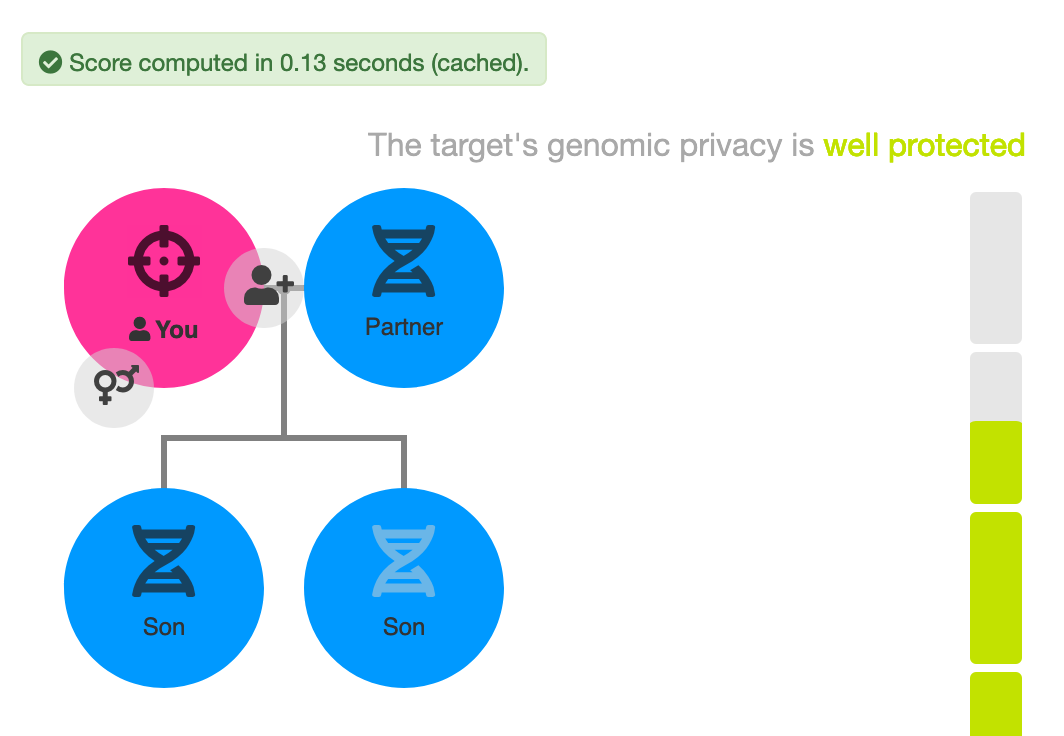 Score computed in 0.13 seconds (cached).
The target's genomic privacy is well protected
You
Partner
Son
Son